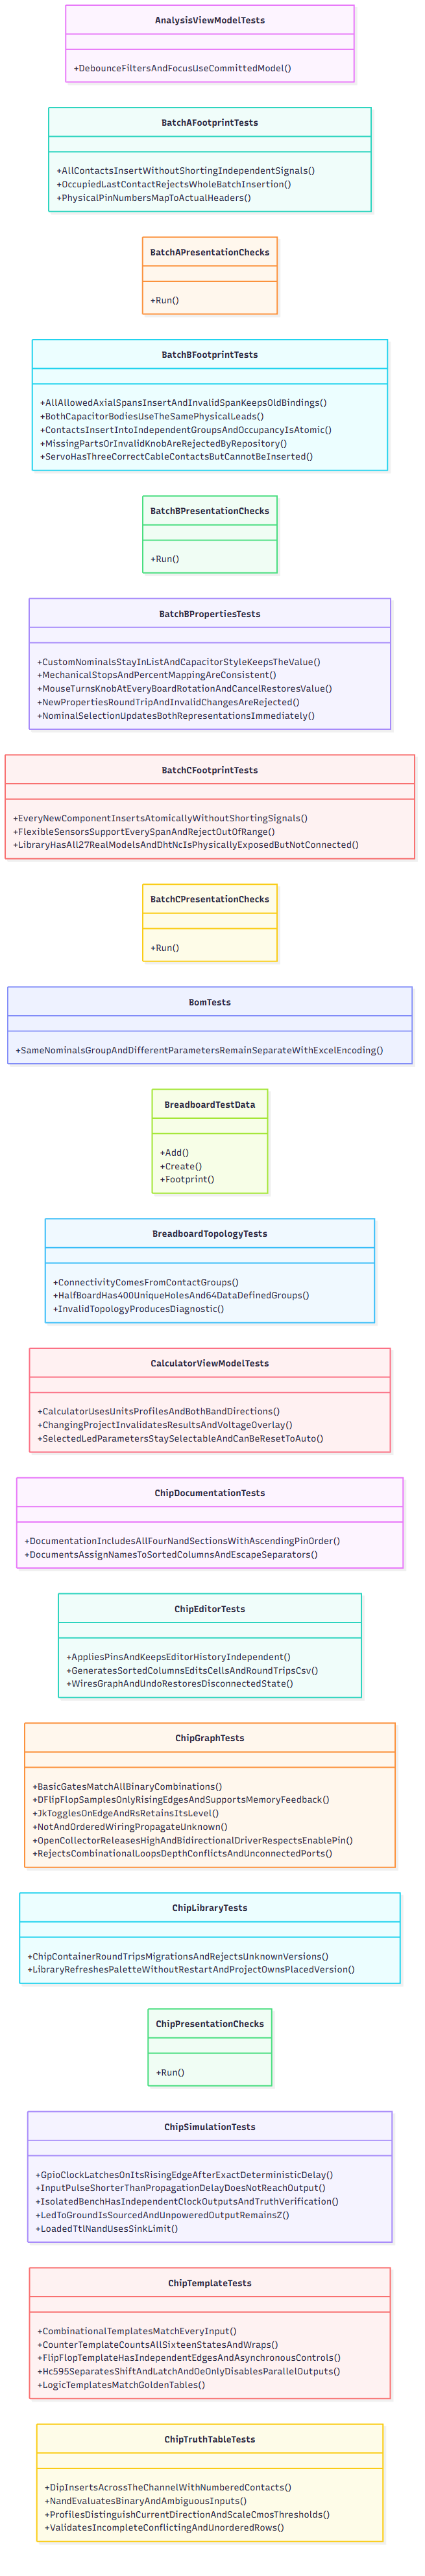 AnalysisViewModelTests
+DebounceFiltersAndFocusUseCommittedModel()
BatchAFootprintTests
+AllContactsInsertWithoutShortingIndependentSignals()
+OccupiedLastContactRejectsWholeBatchInsertion()
+PhysicalPinNumbersMapToActualHeaders()
BatchAPresentationChecks
+Run()
BatchBFootprintTests
+AllAllowedAxialSpansInsertAndInvalidSpanKeepsOldBindings()
+BothCapacitorBodiesUseTheSamePhysicalLeads()
+ContactsInsertIntoIndependentGroupsAndOccupancyIsAtomic()
+MissingPartsOrInvalidKnobAreRejectedByRepository()
+ServoHasThreeCorrectCableContactsButCannotBeInserted()
BatchBPresentationChecks
+Run()
BatchBPropertiesTests
+CustomNominalsStayInListAndCapacitorStyleKeepsTheValue()
+MechanicalStopsAndPercentMappingAreConsistent()
+MouseTurnsKnobAtEveryBoardRotationAndCancelRestoresValue()
+NewPropertiesRoundTripAndInvalidChangesAreRejected()
+NominalSelectionUpdatesBothRepresentationsImmediately()
BatchCFootprintTests
+EveryNewComponentInsertsAtomicallyWithoutShortingSignals()
+FlexibleSensorsSupportEverySpanAndRejectOutOfRange()
+LibraryHasAll27RealModelsAndDhtNcIsPhysicallyExposedButNotConnected()
BatchCPresentationChecks
+Run()
BomTests
+SameNominalsGroupAndDifferentParametersRemainSeparateWithExcelEncoding()
BreadboardTestData
+Add()
+Create()
+Footprint()
BreadboardTopologyTests
+ConnectivityComesFromContactGroups()
+HalfBoardHas400UniqueHolesAnd64DataDefinedGroups()
+InvalidTopologyProducesDiagnostic()
CalculatorViewModelTests
+CalculatorUsesUnitsProfilesAndBothBandDirections()
+ChangingProjectInvalidatesResultsAndVoltageOverlay()
+SelectedLedParametersStaySelectableAndCanBeResetToAuto()
ChipDocumentationTests
+DocumentationIncludesAllFourNandSectionsWithAscendingPinOrder()
+DocumentsAssignNamesToSortedColumnsAndEscapeSeparators()
ChipEditorTests
+AppliesPinsAndKeepsEditorHistoryIndependent()
+GeneratesSortedColumnsEditsCellsAndRoundTripsCsv()
+WiresGraphAndUndoRestoresDisconnectedState()
ChipGraphTests
+BasicGatesMatchAllBinaryCombinations()
+DFlipFlopSamplesOnlyRisingEdgesAndSupportsMemoryFeedback()
+JkTogglesOnEdgeAndRsRetainsItsLevel()
+NotAndOrderedWiringPropagateUnknown()
+OpenCollectorReleasesHighAndBidirectionalDriverRespectsEnablePin()
+RejectsCombinationalLoopsDepthConflictsAndUnconnectedPorts()
ChipLibraryTests
+ChipContainerRoundTripsMigrationsAndRejectsUnknownVersions()
+LibraryRefreshesPaletteWithoutRestartAndProjectOwnsPlacedVersion()
ChipPresentationChecks
+Run()
ChipSimulationTests
+GpioClockLatchesOnItsRisingEdgeAfterExactDeterministicDelay()
+InputPulseShorterThanPropagationDelayDoesNotReachOutput()
+IsolatedBenchHasIndependentClockOutputsAndTruthVerification()
+LedToGroundIsSourcedAndUnpoweredOutputRemainsZ()
+LoadedTtlNandUsesSinkLimit()
ChipTemplateTests
+CombinationalTemplatesMatchEveryInput()
+CounterTemplateCountsAllSixteenStatesAndWraps()
+FlipFlopTemplateHasIndependentEdgesAndAsynchronousControls()
+Hc595SeparatesShiftAndLatchAndOeOnlyDisablesParallelOutputs()
+LogicTemplatesMatchGoldenTables()
ChipTruthTableTests
+DipInsertsAcrossTheChannelWithNumberedContacts()
+NandEvaluatesBinaryAndAmbiguousInputs()
+ProfilesDistinguishCurrentDirectionAndScaleCmosThresholds()
+ValidatesIncompleteConflictingAndUnorderedRows()